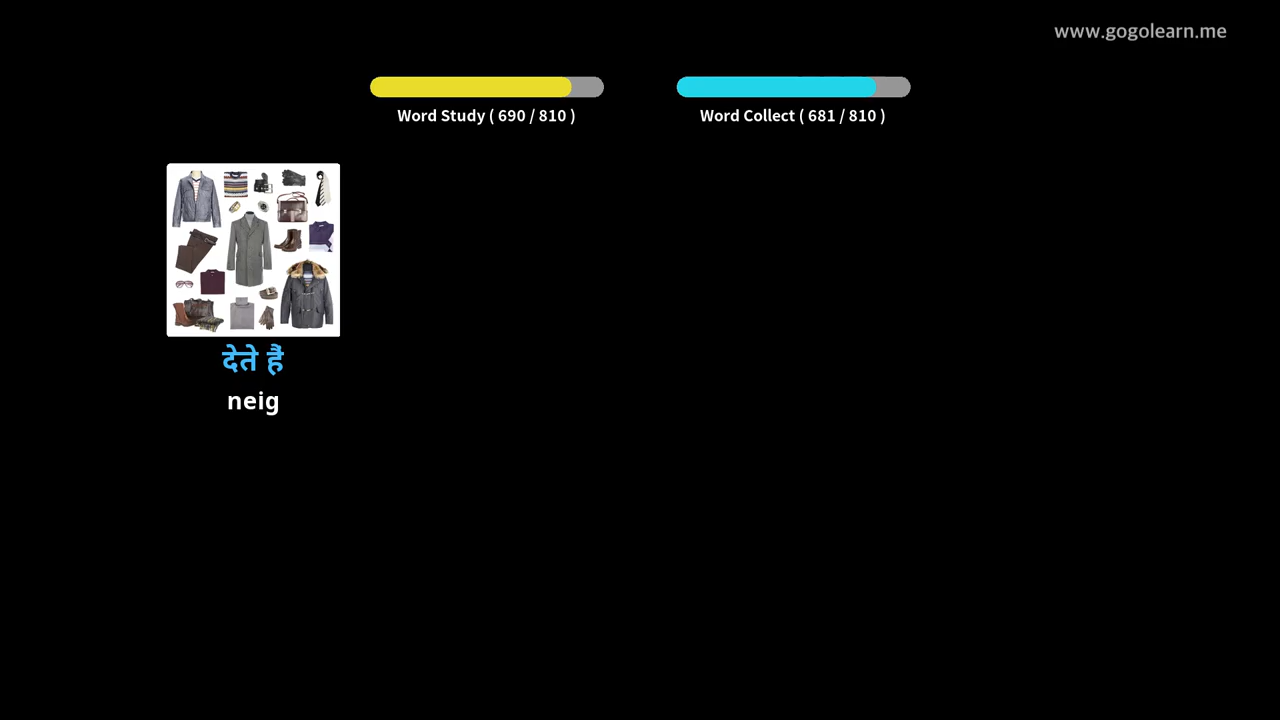 www.gogolearn.me
Word Study ( 690 / 810 )
Word Collect ( 681 / 810 )
देते हैं
neig